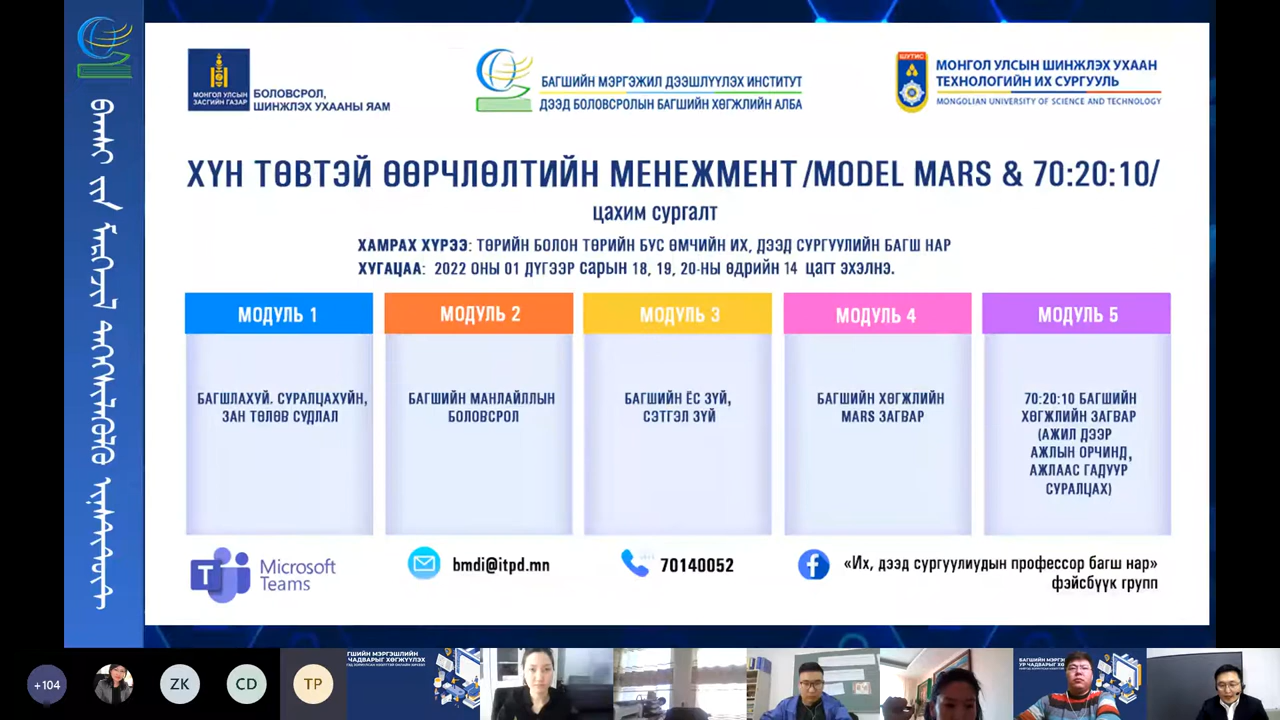 МОНГОЛ УЛСЫН
ЗАСГИЙН ГАЗАР
БОЛОВСРОЛ,
ШИНЖЛЭХ УХААНЫ ЯАМ
БАГШИЙН МЭРГЭЖИЛ ДЭЭШЛҮҮЛЭХ ИНСТИТУТ
ДЭЭД БОЛОВСРОЛЫН БАГШИЙН ХӨГЖЛИЙН АЛБА
ШУТИС
МОНГОЛ УЛСЫН ШИНЖЛЭХ УХААН
ТЕХНОЛОГИЙН ИХ СУРГУУЛЬ
MONGOLIAN UNIVERSITY OF SCIENCE AND TECHNOLOGY
ХҮН ТӨВТЭЙ ӨӨРЧЛӨЛТИЙН МЕНЕЖМЕНТ /MODEL MARS & 70:20:10/
цахим сургалт
ХАМРАХ ХҮРЭЭ: ТӨРИЙН БОЛОН ТӨРИЙН БУС ӨМЧИЙН ИХ, ДЭЭД СУРГУУЛИЙН БАГШ НАР
ХУГАЦАА: 2022 ОНЫ 01 ДҮГЭЭР сарын 18, 19, 20-ны өдрийн 14 цагт эхэлнэ.
МОДУЛЬ 1
БАГШЛАХУЙ. СУРАЛЦАХУЙН,
ЗАН ТӨЛӨВ СУДЛАЛ
МОДУЛЬ 2
БАГШИЙН МАНЛАЙЛЛЫН
БОЛОВСРОЛ
МОДУЛЬ 3
БАГШИЙН ЁС ЗҮЙ,
СЭТГЭЛ ЗҮЙ
МОДУЛЬ 4
БАГШИЙН ХӨГЖЛИЙН
MARS ЗАГВАР
МОДУЛЬ 5
70:20:10 БАГШИЙН
ХӨГЖЛИЙН ЗАГВАР
(АЖИЛ ДЭЭР
АЖЛЫН ОРЧИНД,
АЖЛААС ГАДУУР
СУРАЛЦАХ)
T
Microsoft
Teams
bmdi@itpd.mn
70140052
«Их, дээд сургуулиудын профессор багш нар»
фэйсбүүк групп
+104
ZK
CD
TP
ГШИЙН МЭРГЭШЛИЙН
ЧАДВАРЫГ ХӨГЖҮҮЛЭХ